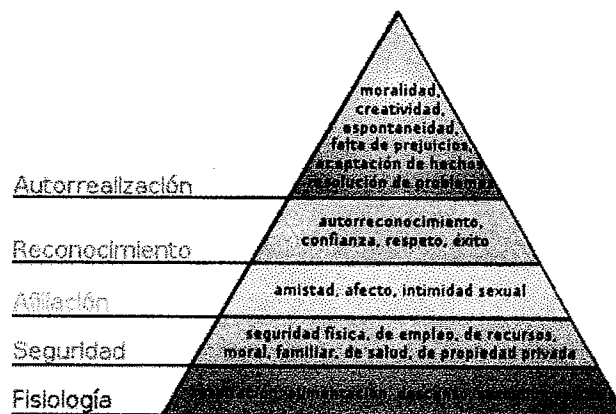 moralidad,
creatividad,
espontaneidad,
falta de prejuicios,
aceptación de hechos,
resolución de problemas
Autorrealización
autorreconocimiento,
confianza, respeto, éxito
Reconocimiento
amistad, afecto, intimidad sexual
Afiliación
seguridad física, de empleo, de recursos,
moral, familiar, de salud, de propiedad privada
Seguridad
alimentación, descanso
Fisiología